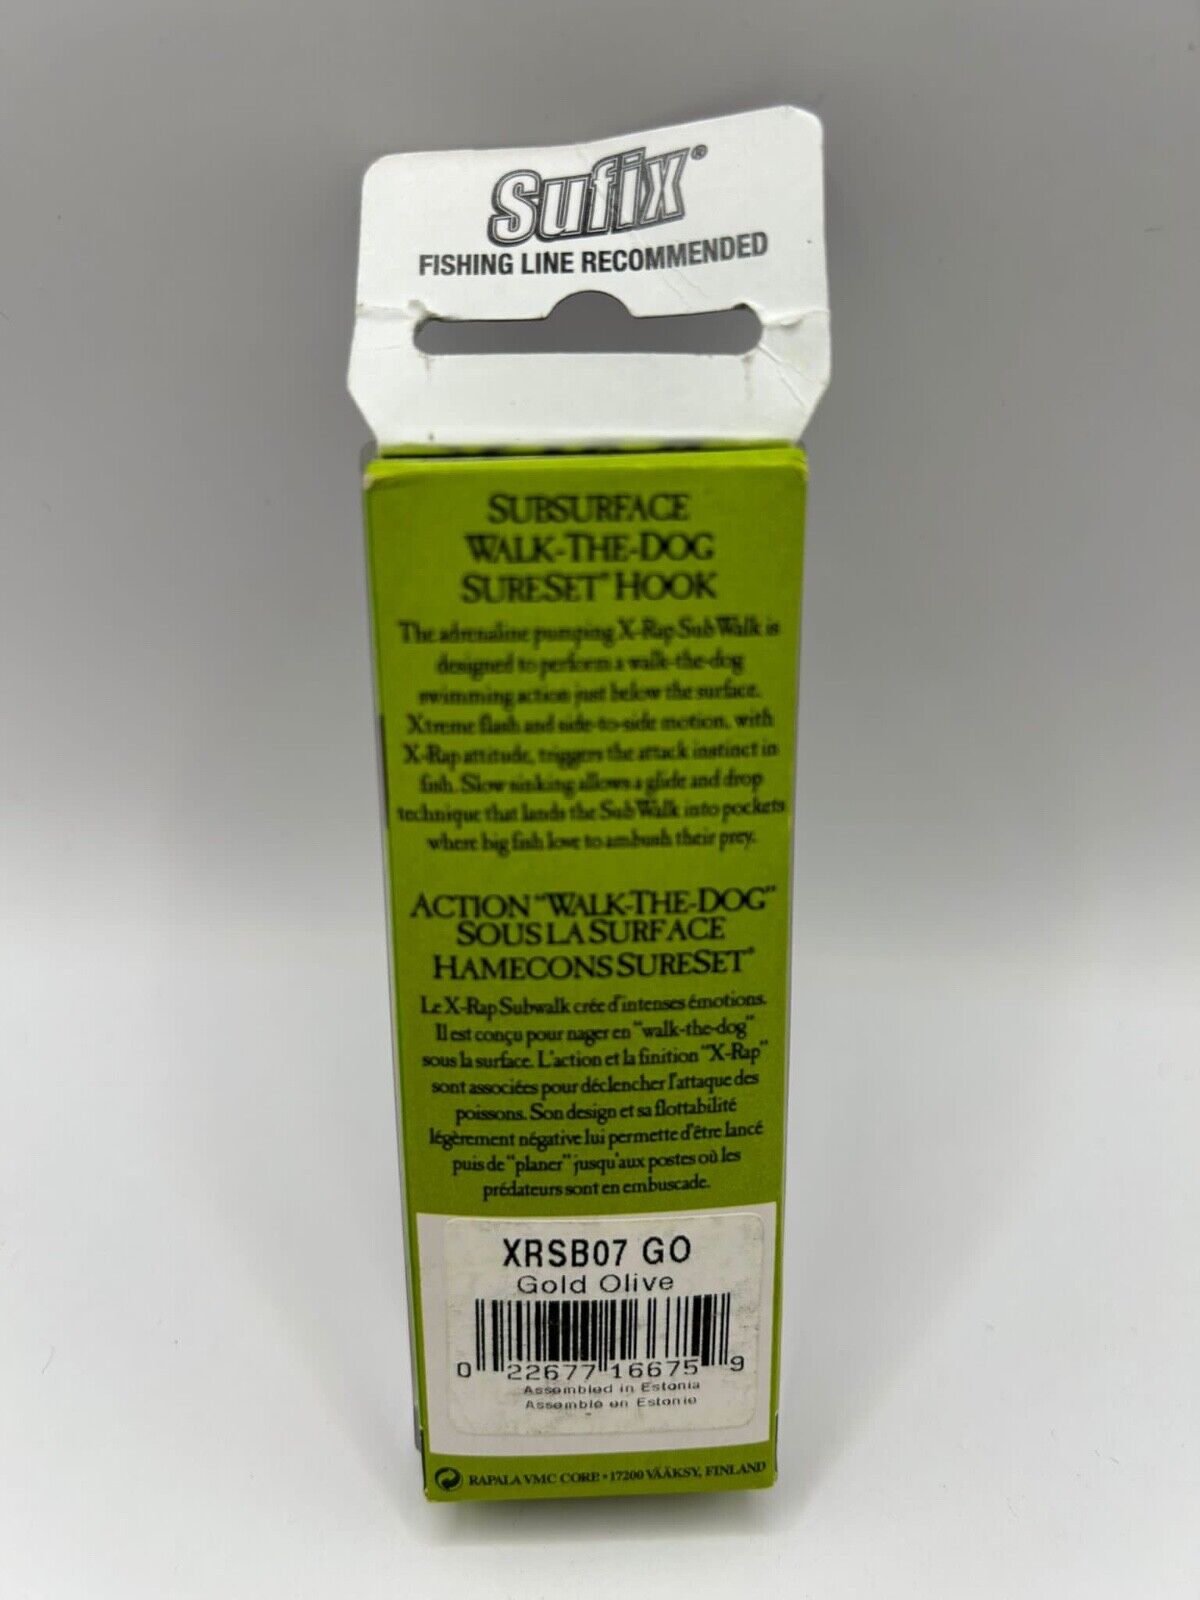 Sufix®
FISHING LINE RECOMMENDED
SUBSURFACE
WALK-THE-DOG
SURESET® HOOK
The adrenaline pumping X-Rap SubWalk is
designed to perform a walk-the-dog
swimming action just below the surface.
Xtreme flash and side-to-side motion, with
X-Rap attitude, triggers the attack instinct in
fish. Slow sinking allows a glide and drop
technique that lands the SubWalk into pockets
where big fish love to ambush their prey.
ACTION "WALK-THE-DOG"
SOUS LA SURFACE
HAMECONS SURESET®
Le X-Rap Subwalk crée d'intenses émotions.
Il est conçu pour nager en "walk-the-dog"
sous la surface. L'action et la finition "X-Rap"
sont associées pour déclencher l'attaque des
poissons. Son design et sa flottabilité
légèrement négative lui permette d'être lancé
puis de "planer" jusqu'aux postes où les
prédateurs sont en embuscade.
XRSB07 GO
Gold Olive
0 22677 16675 9
Assembled in Estonia
Assemblé en Estonie
RAPALA VMC CORP. • 17200 VÄÄKSY, FINLAND